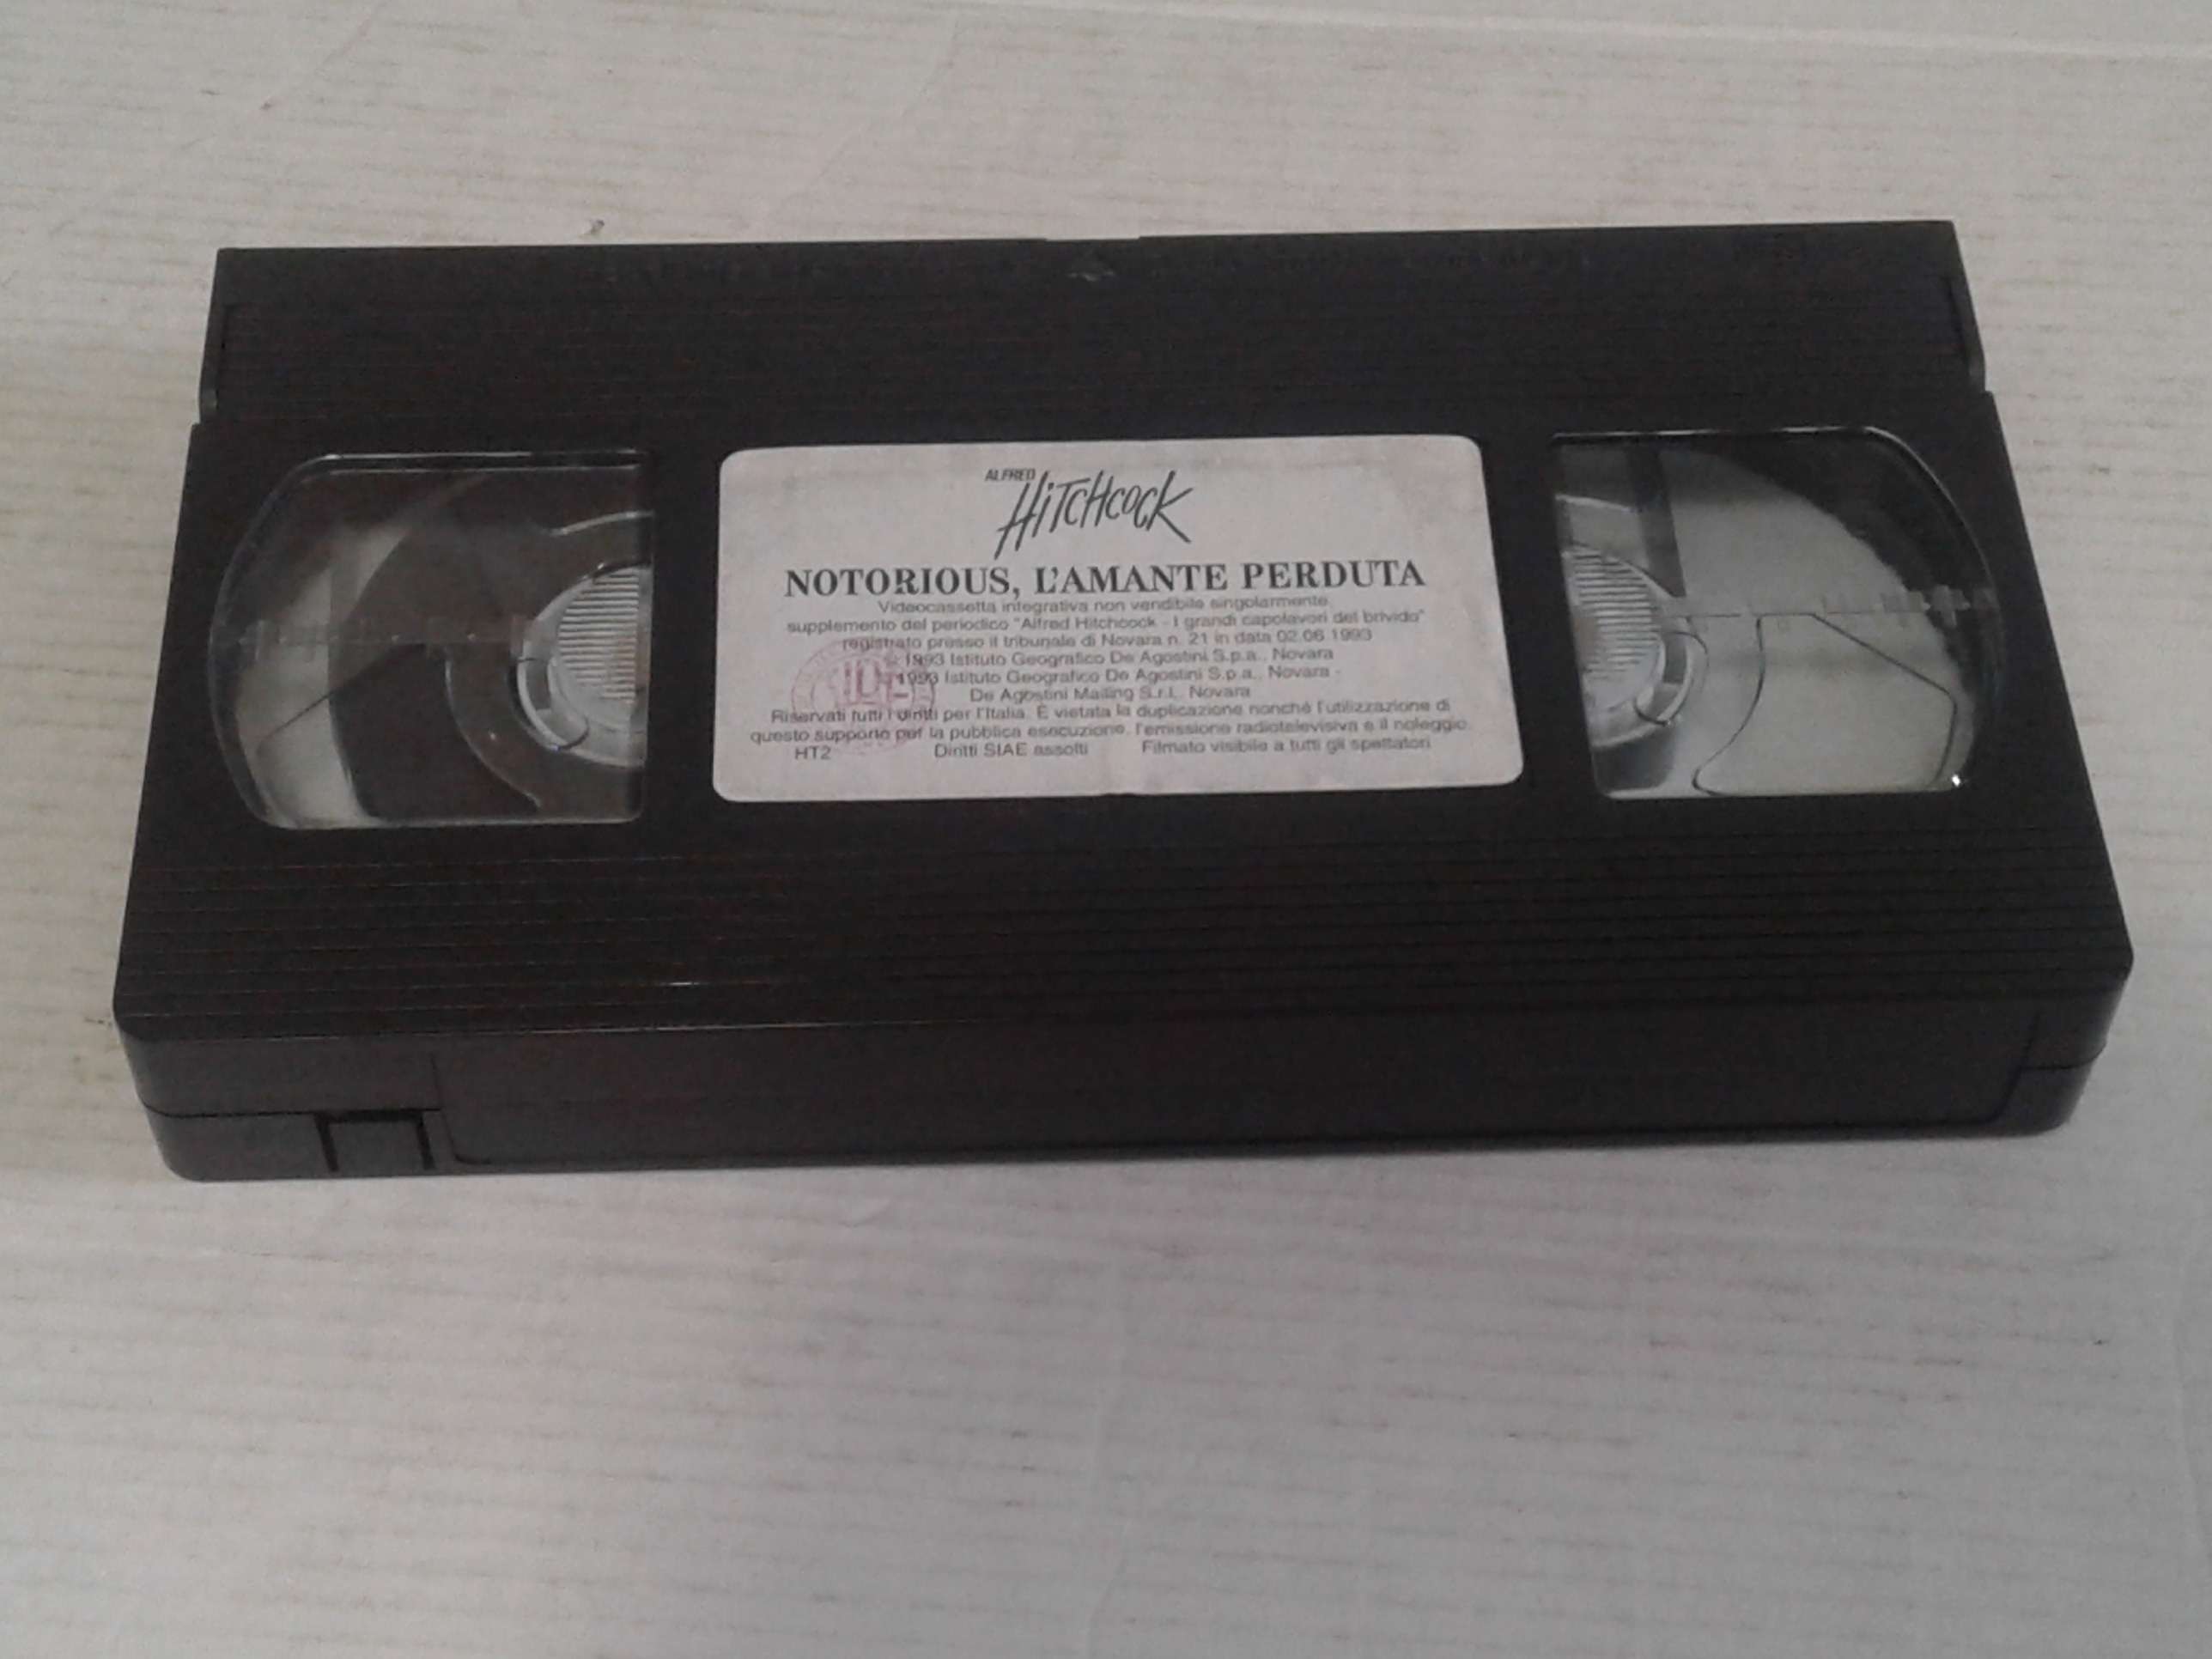 ALFRED
HITCHCOCK
NOTORIOUS, L'AMANTE PERDUTA
Videocassetta integrativa non vendibile singolarmente,
supplemento del periodico "Alfred Hitchcock - I grandi capolavori del brivido"
registrato presso il tribunale di Novara n. 21 in data 02.06.1993
1993 Istituto Geografico De Agostini S.p.a., Novara
1993 Istituto Geografico De Agostini S.p.a., Novara -
De Agostini Mailing S.r.l., Novara
Riservati tutti i diritti per l'Italia. È vietata la duplicazione nonché l'utilizzazione di
questo supporto per la pubblica esecuzione, l'emissione radiotelevisiva e il noleggio.
HT2 Diritti SIAE assolti Filmato visibile a tutti gli spettatori